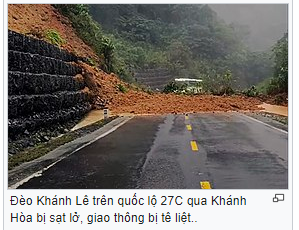 Đèo Khánh Lê trên quốc lộ 27C qua Khánh
Hòa bị sạt lở, giao thông bị tê liệt..